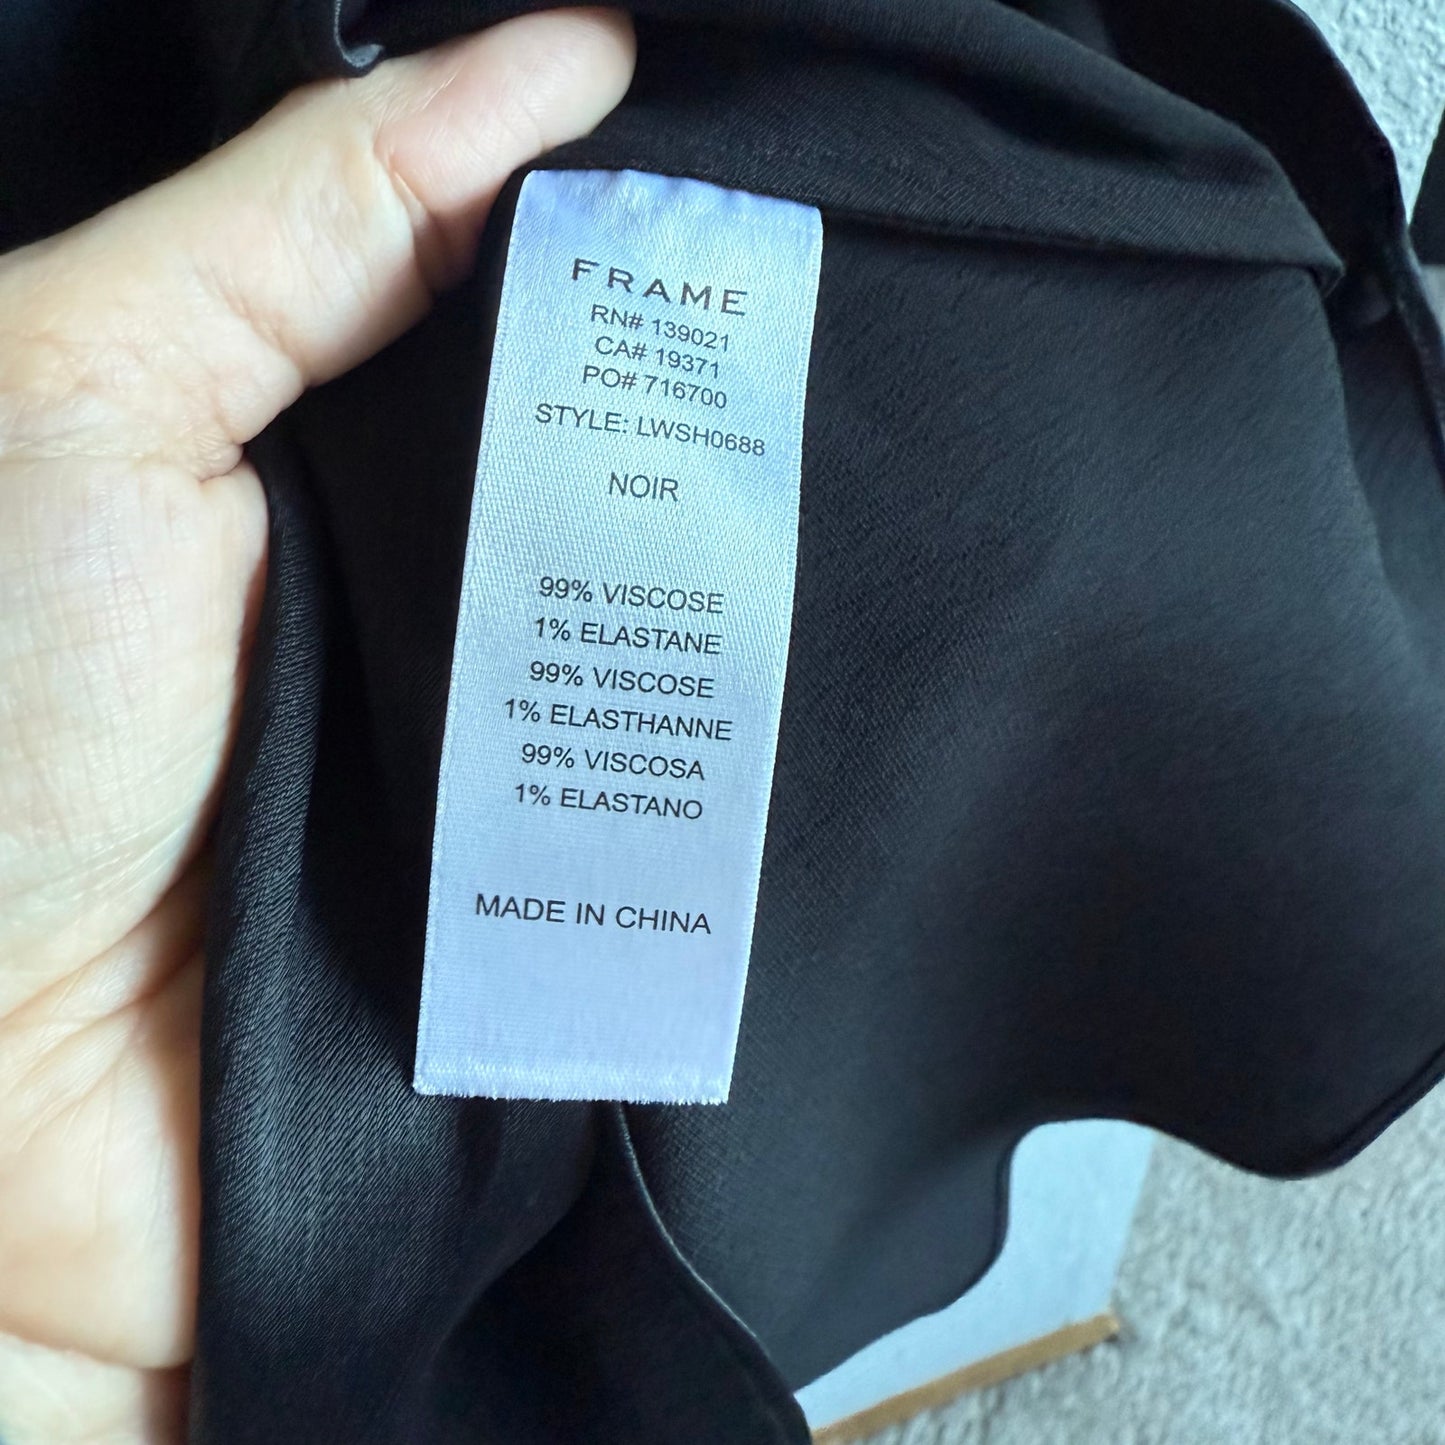 FRAME
RN# 139021
CA# 19371
PO# 716700
STYLE: LWSH0688
NOIR
99% VISCOSE
1% ELASTANE
99% VISCOSE
1% ELASTHANNE
99% VISCOSA
1% ELASTANO
MADE IN CHINA